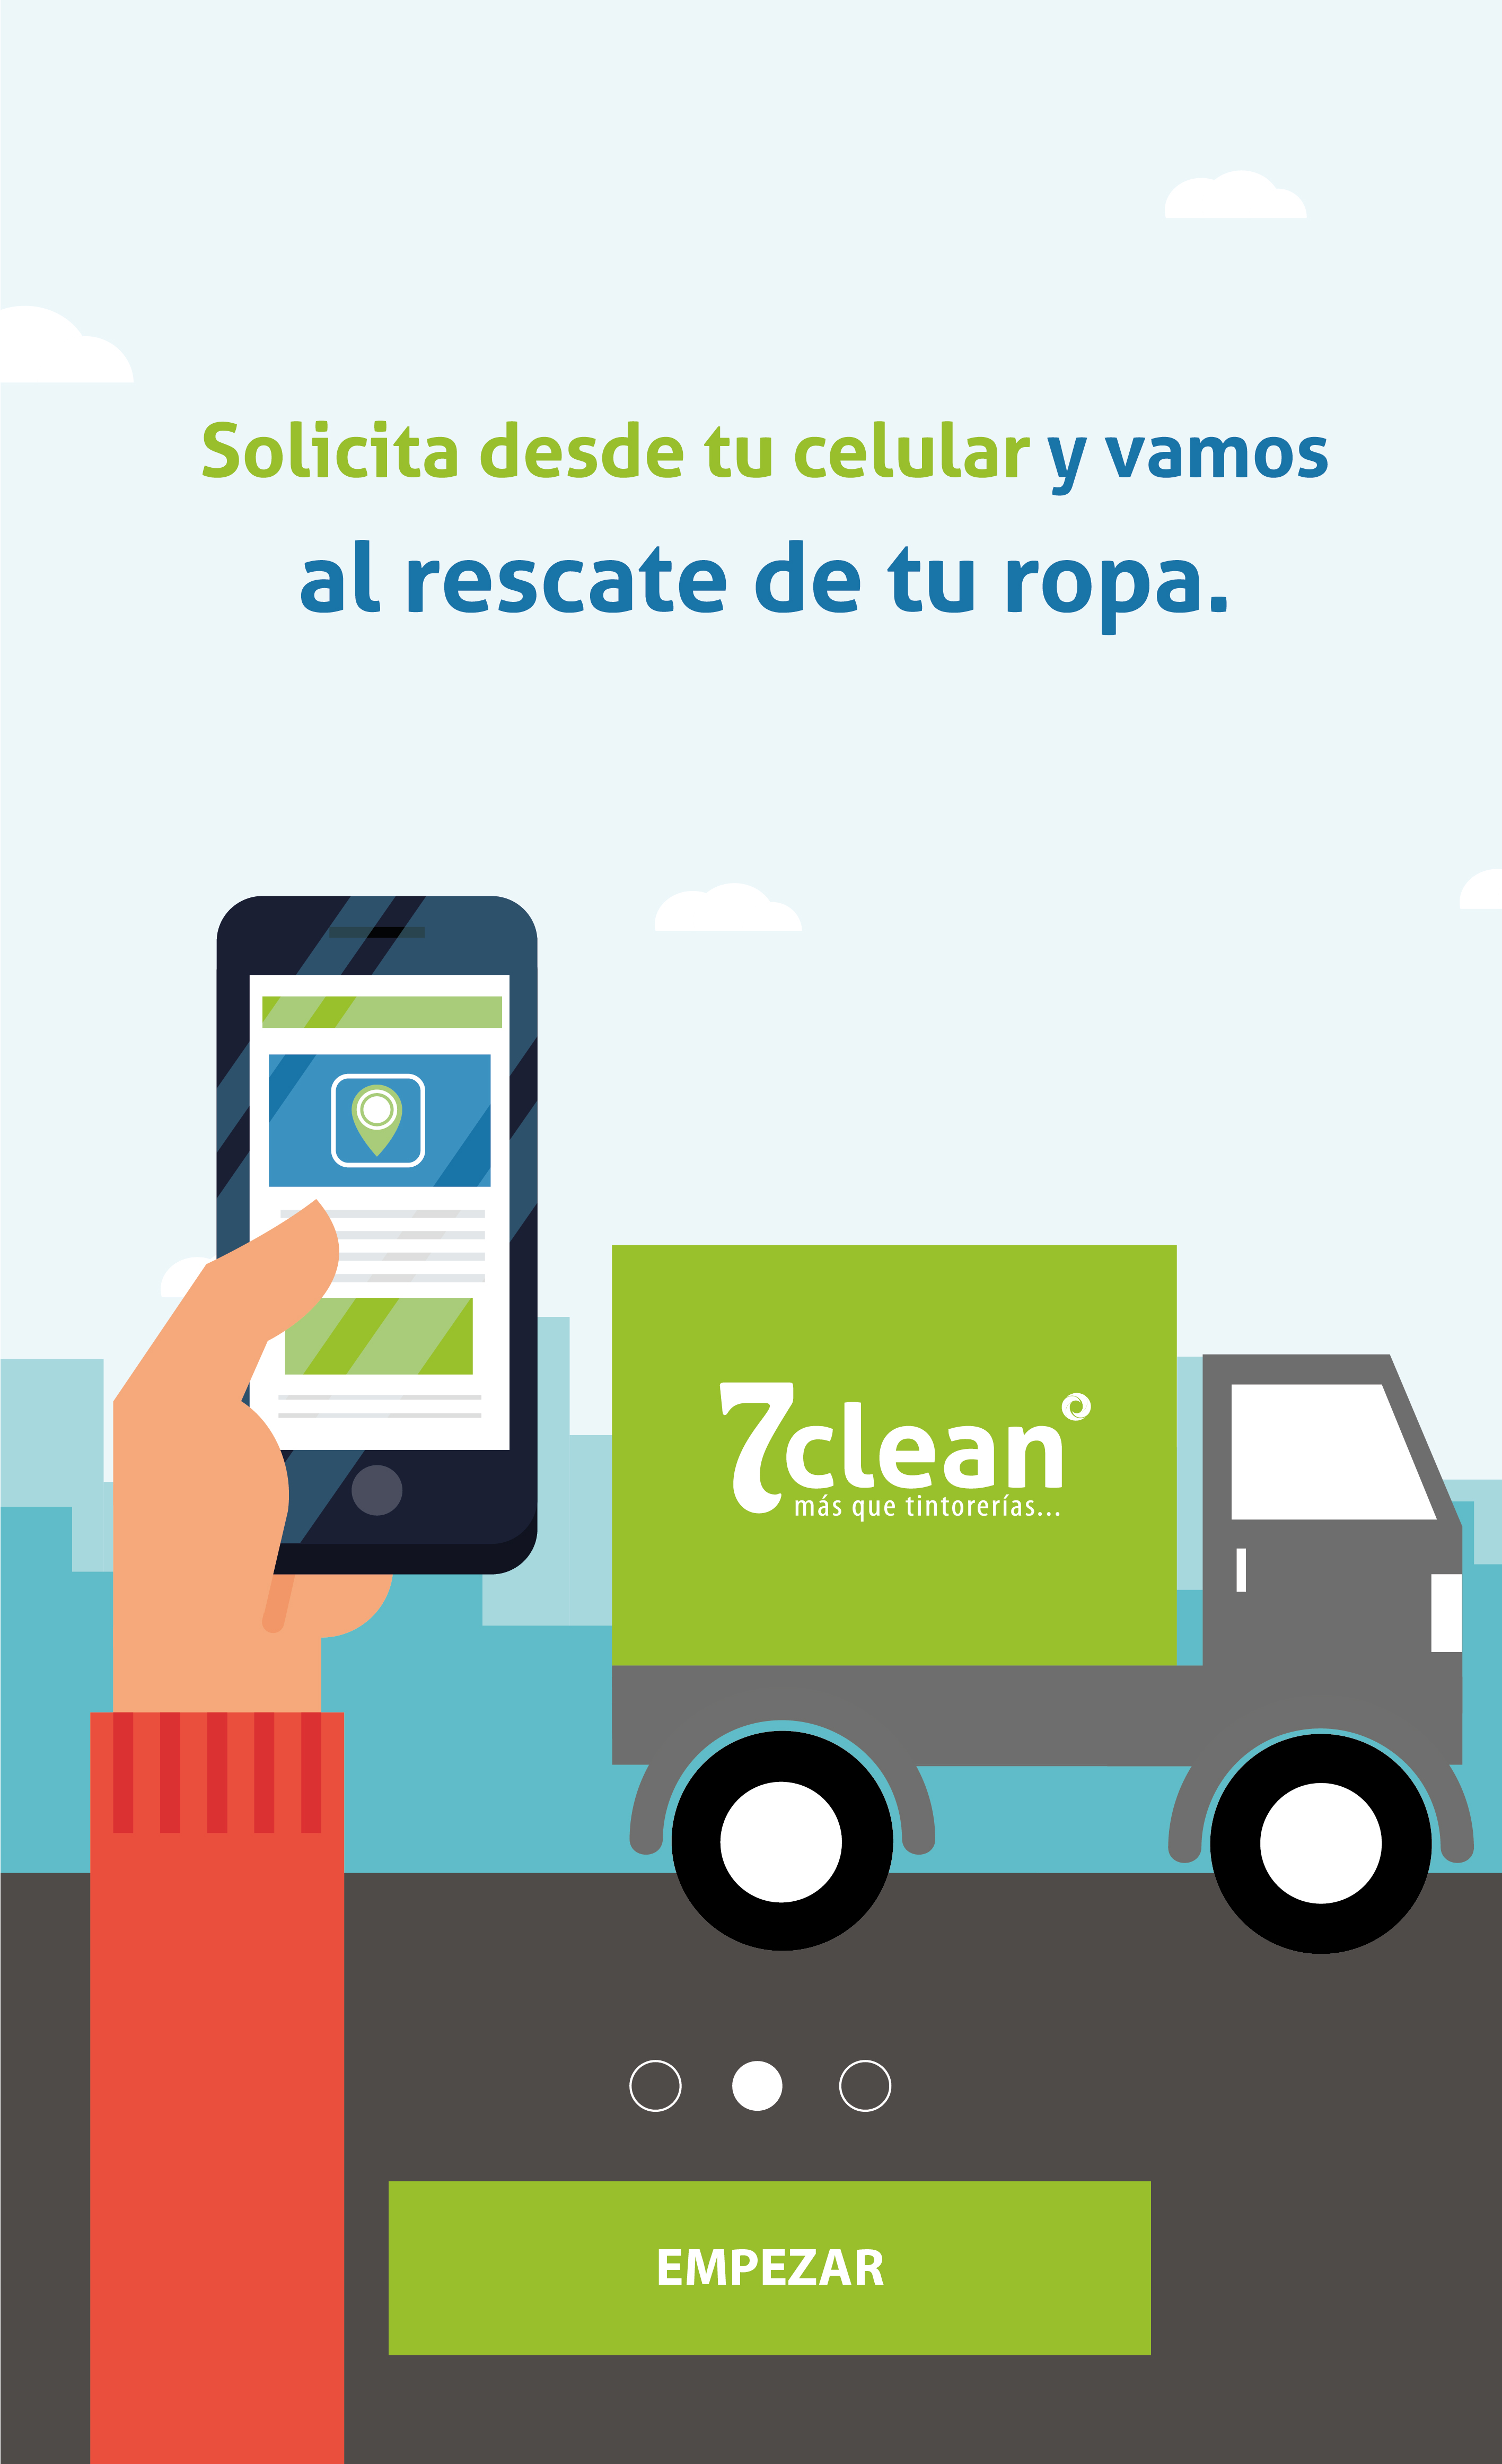 Solicita desde tu celular y vamos
al rescate de tu ropa.
7clean
más que tintorerías...
EMPEZAR